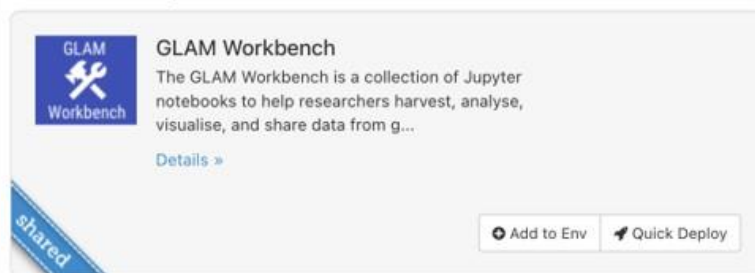 GLAM
Workbench
GLAM Workbench
The GLAM Workbench is a collection of Jupyter
notebooks to help researchers harvest, analyse,
visualise, and share data from g...
Details »
shared
Add to Env
Quick Deploy